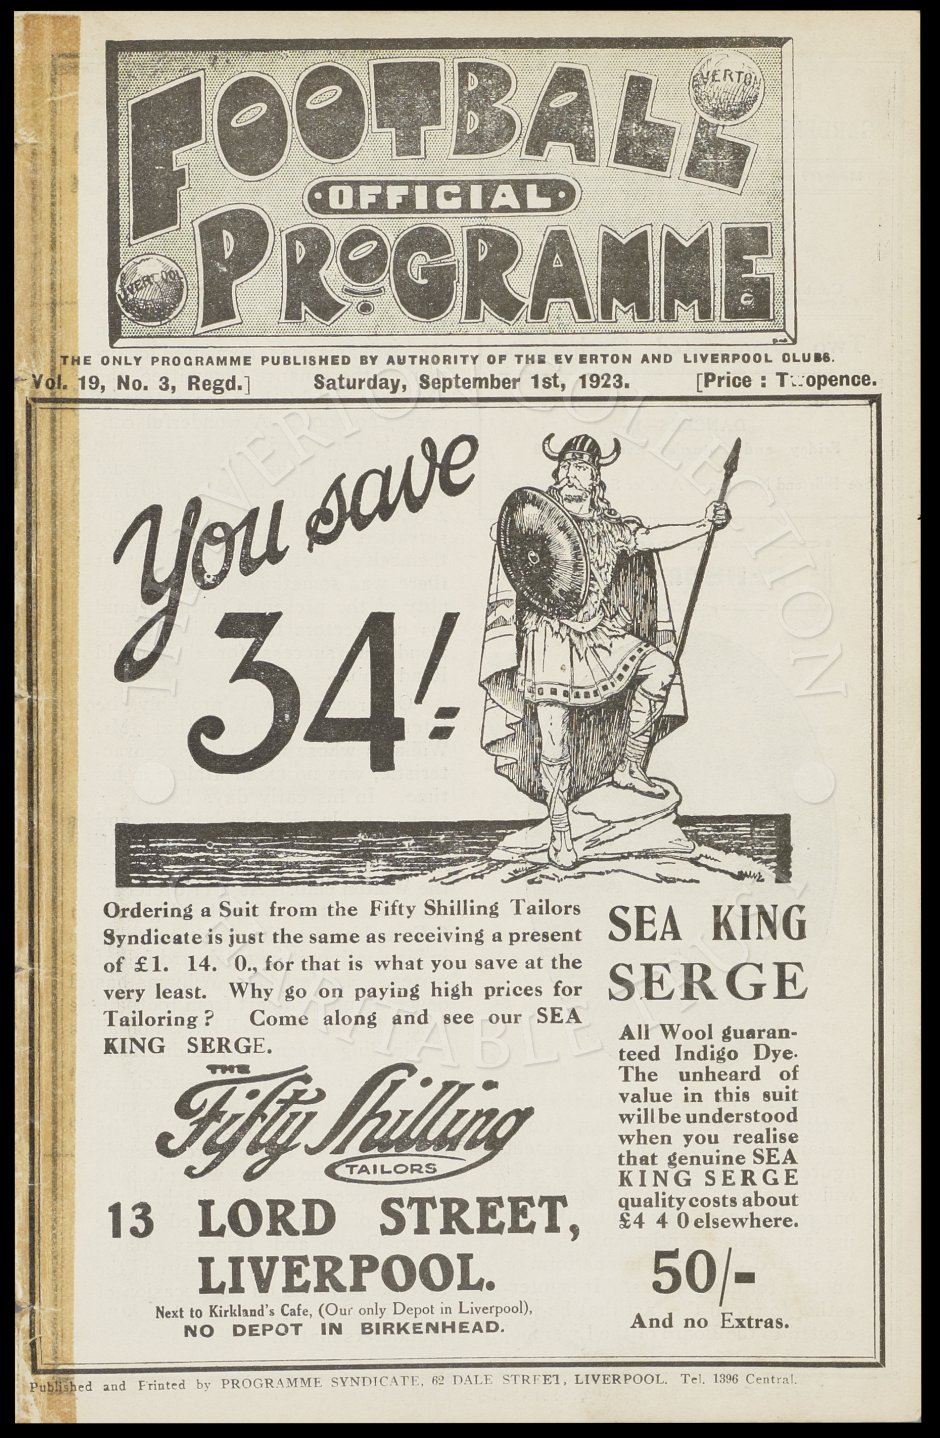 FOOTBALL
EVERTON
·OFFICIAL·
LIVERPOOL
PROGRAMME
THE ONLY PROGRAMME PUBLISHED BY AUTHORITY OF THE EVERTON AND LIVERPOOL CLUBS.
Vol. 19, No. 3, Regd.] Saturday, September 1st, 1923. [Price : Twopence.
You save
34/-
Ordering a Suit from the Fifty Shilling Tailors
Syndicate is just the same as receiving a present
of £1. 14. 0., for that is what you save at the
very least. Why go on paying high prices for
Tailoring? Come along and see our SEA
KING SERGE.
THE
Fifty Shilling
TAILORS
13 LORD STREET,
LIVERPOOL.
Next to Kirkland's Cafe, (Our only Depot in Liverpool),
NO DEPOT IN BIRKENHEAD.
SEA KING
SERGE
All Wool guaran-
teed Indigo Dye.
The unheard of
value in this suit
will be understood
when you realise
that genuine SEA
KING SERGE
quality costs about
£4 4 0 elsewhere.
50/-
And no Extras.
Published and Printed by PROGRAMME SYNDICATE, 62 DALE STREET, LIVERPOOL. Tel. 1396 Central.
THE EVERTON COLLECTION
CHARITABLE TRUST